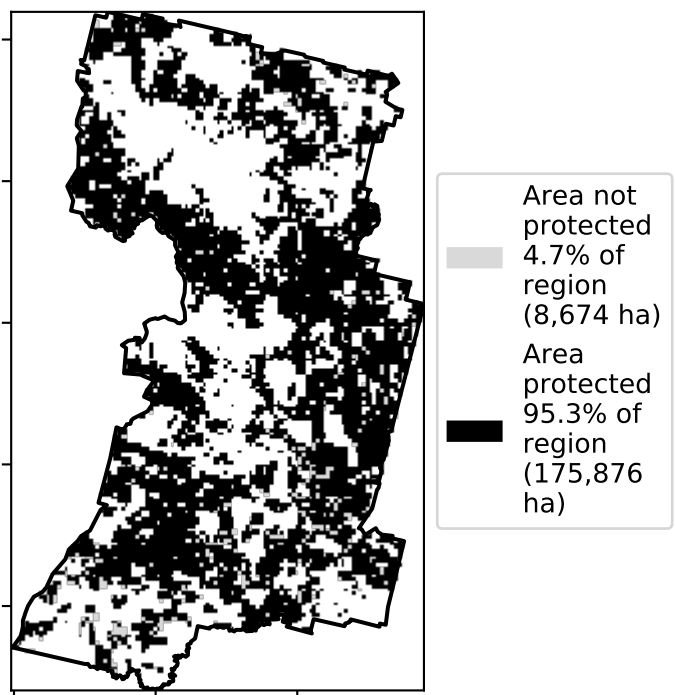 Area not
protected
4.7% of
region
(8,674 ha)
Area
protected
95.3% of
region
(175,876
ha)